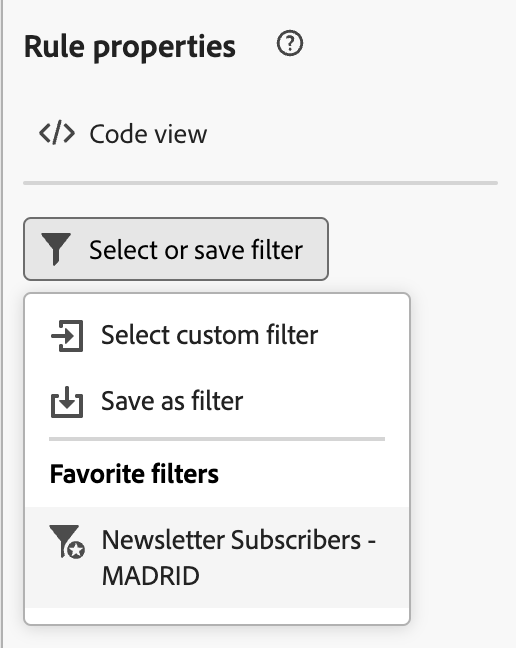 Rule properties
</> Code view
Select or save filter
Select custom filter
Save as filter
Favorite filters
Newsletter Subscribers -
MADRID